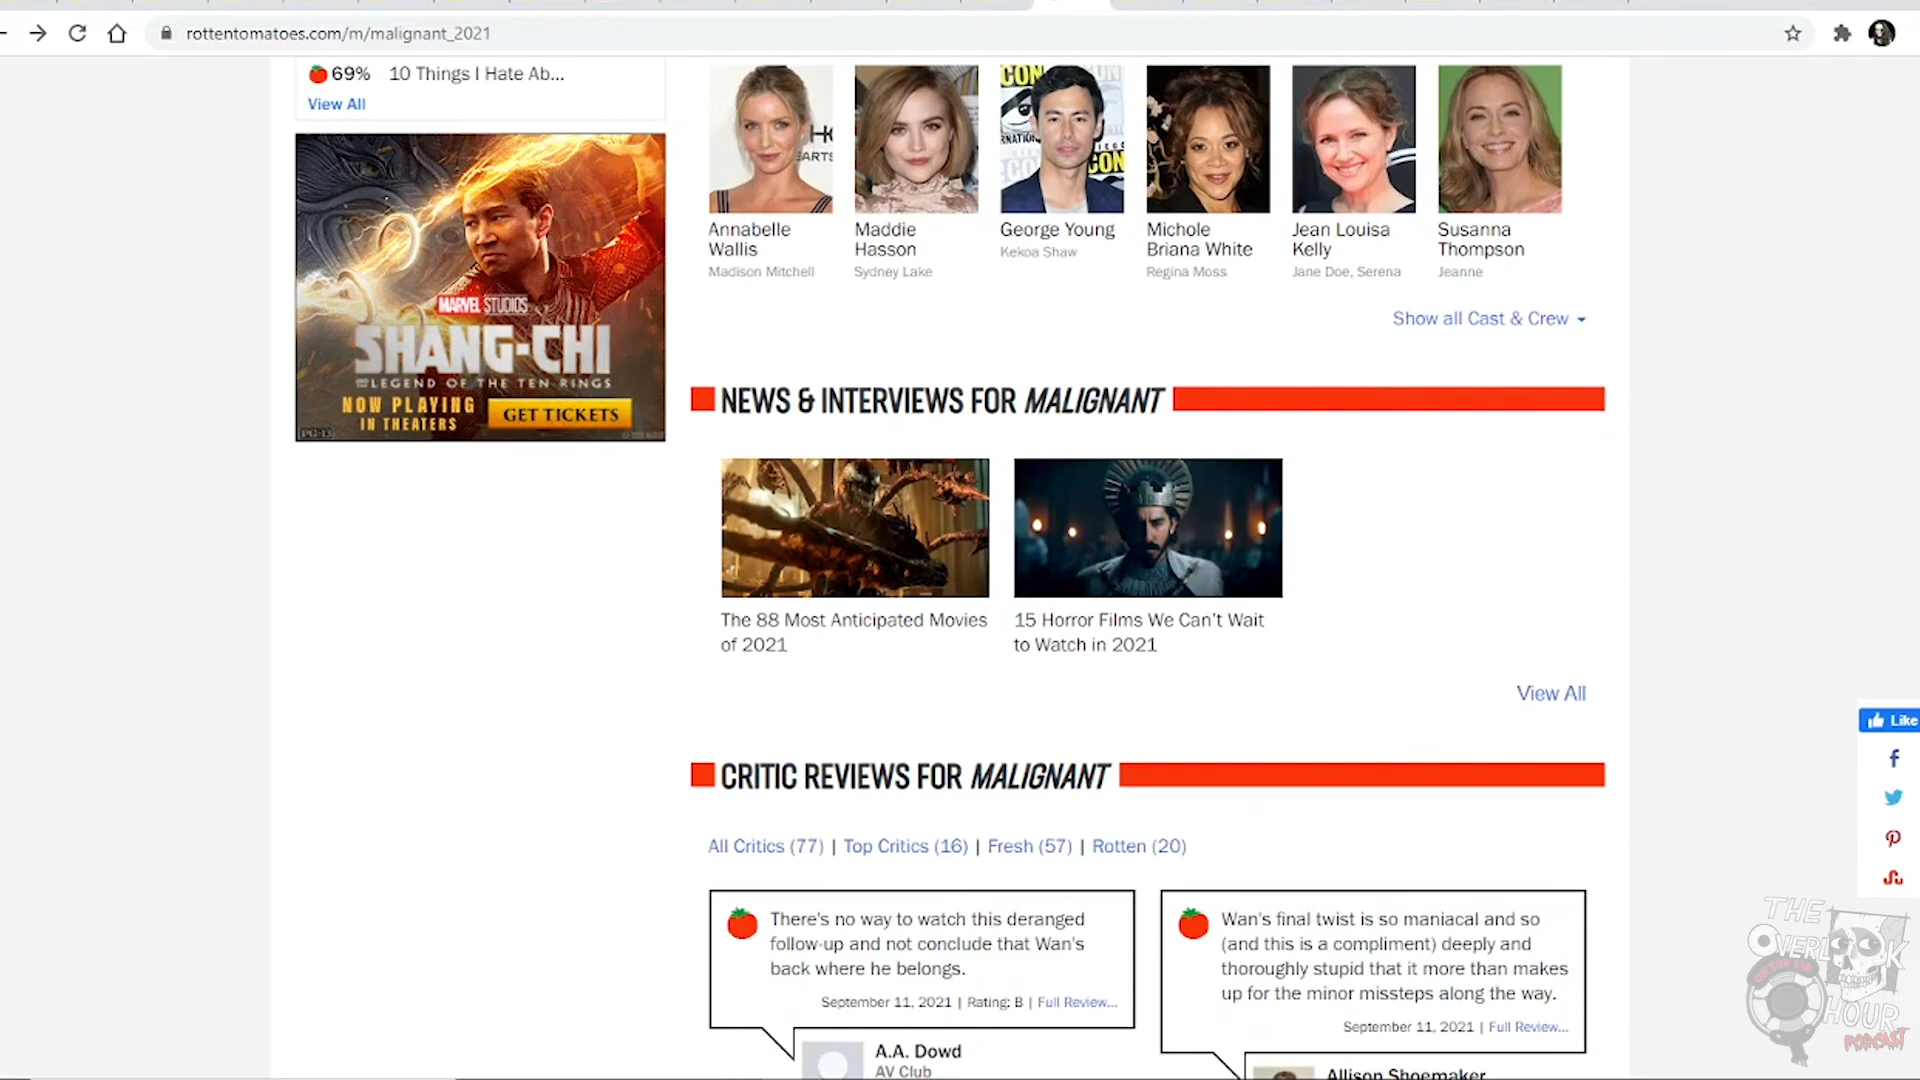 rottentomatoes.com/m/malignant_2021
69% 10 Things I Hate Ab...
View All
MARVEL STUDIOS
SHANG-CHI
AND THE LEGEND OF THE TEN RINGS
NOW PLAYING
IN THEATERS
GET TICKETS
PG-13
Annabelle
Wallis
Madison Mitchell
Maddie
Hasson
Sydney Lake
George Young
Kekoa Shaw
Michole
Briana White
Regina Moss
Jean Louisa
Kelly
Jane Doe, Serena
Susanna
Thompson
Jeanne
Show all Cast & Crew
NEWS & INTERVIEWS FOR MALIGNANT
The 88 Most Anticipated Movies
of 2021
15 Horror Films We Can't Wait
to Watch in 2021
View All
Like
CRITIC REVIEWS FOR MALIGNANT
All Critics (77) | Top Critics (16) | Fresh (57) | Rotten (20)
There's no way to watch this deranged
follow-up and not conclude that Wan's
back where he belongs.
September 11, 2021 | Rating: B | Full Review...
A.A. Dowd
AV Club
Wan's final twist is so maniacal and so
(and this is a compliment) deeply and
thoroughly stupid that it more than makes
up for the minor missteps along the way.
September 11, 2021 | Full Review...
Allison Shoemaker
THE
OVERLOOK
HOUR
PODCAST